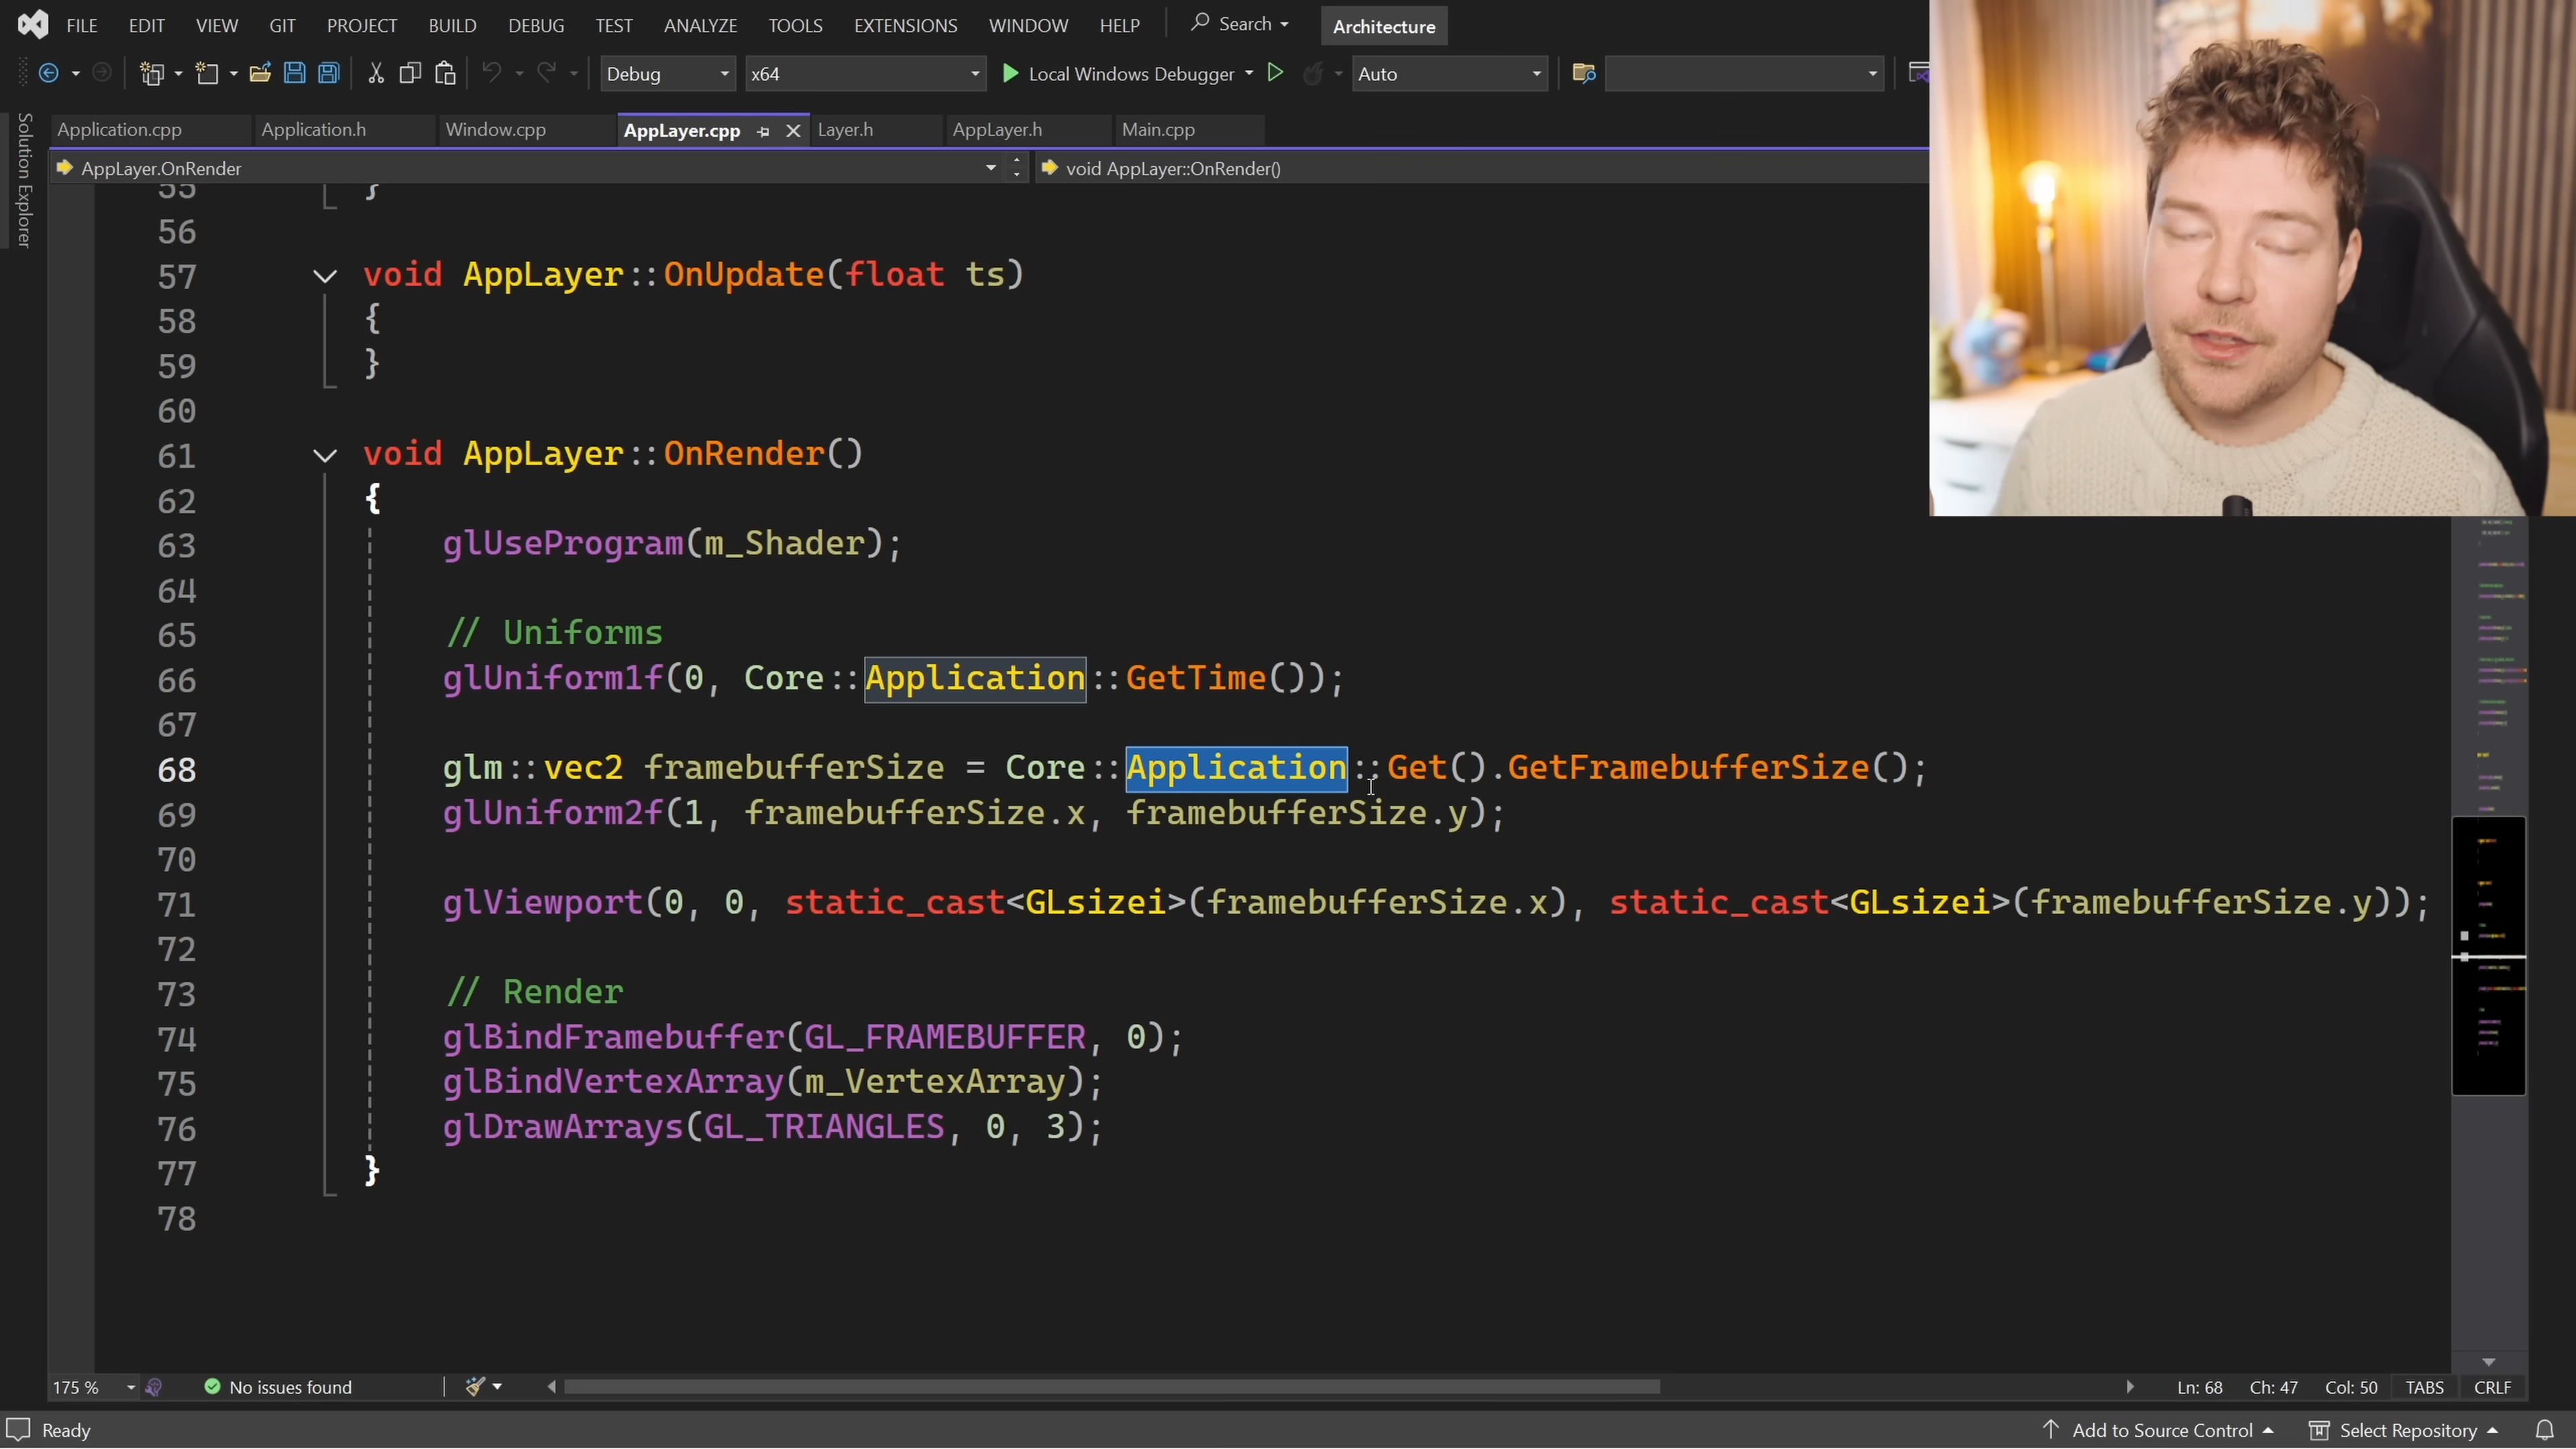 FILE EDIT VIEW GIT PROJECT BUILD DEBUG TEST ANALYZE TOOLS EXTENSIONS WINDOW HELP Search Architecture
Debug x64 Local Windows Debugger Auto
Solution Explorer
Application.cpp Application.h Window.cpp AppLayer.cpp Layer.h AppLayer.h Main.cpp
AppLayer.OnRender void AppLayer::OnRender()
55 }
56
57 void AppLayer::OnUpdate(float ts)
58 {
59 }
60
61 void AppLayer::OnRender()
62 {
63 glUseProgram(m_Shader);
64
65 // Uniforms
66 glUniform1f(0, Core::Application::GetTime());
67
68 glm::vec2 framebufferSize = Core::Application::Get().GetFramebufferSize();
69 glUniform2f(1, framebufferSize.x, framebufferSize.y);
70
71 glViewport(0, 0, static_cast<GLsizei>(framebufferSize.x), static_cast<GLsizei>(framebufferSize.y));
72
73 // Render
74 glBindFramebuffer(GL_FRAMEBUFFER, 0);
75 glBindVertexArray(m_VertexArray);
76 glDrawArrays(GL_TRIANGLES, 0, 3);
77 }
78
175 % No issues found Ln: 68 Ch: 47 Col: 50 TABS CRLF
Ready Add to Source Control Select Repository